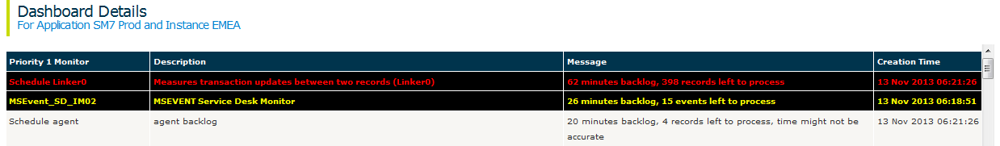 Dashboard Details
For Application SM7 Prod and Instance EMEA
Priority 1 Monitor Description Message Creation Time
Schedule Linker0 Measures transaction updates between two records (Linker0) 62 minutes backlog, 398 records left to process 13 Nov 2013 06:21:26
MSEvent_SD_IM02 MSEVENT Service Desk Monitor 26 minutes backlog, 15 events left to process 13 Nov 2013 06:18:51
Schedule agent agent backlog 20 minutes backlog, 4 records left to process, time might not be 13 Nov 2013 06:21:26
accurate